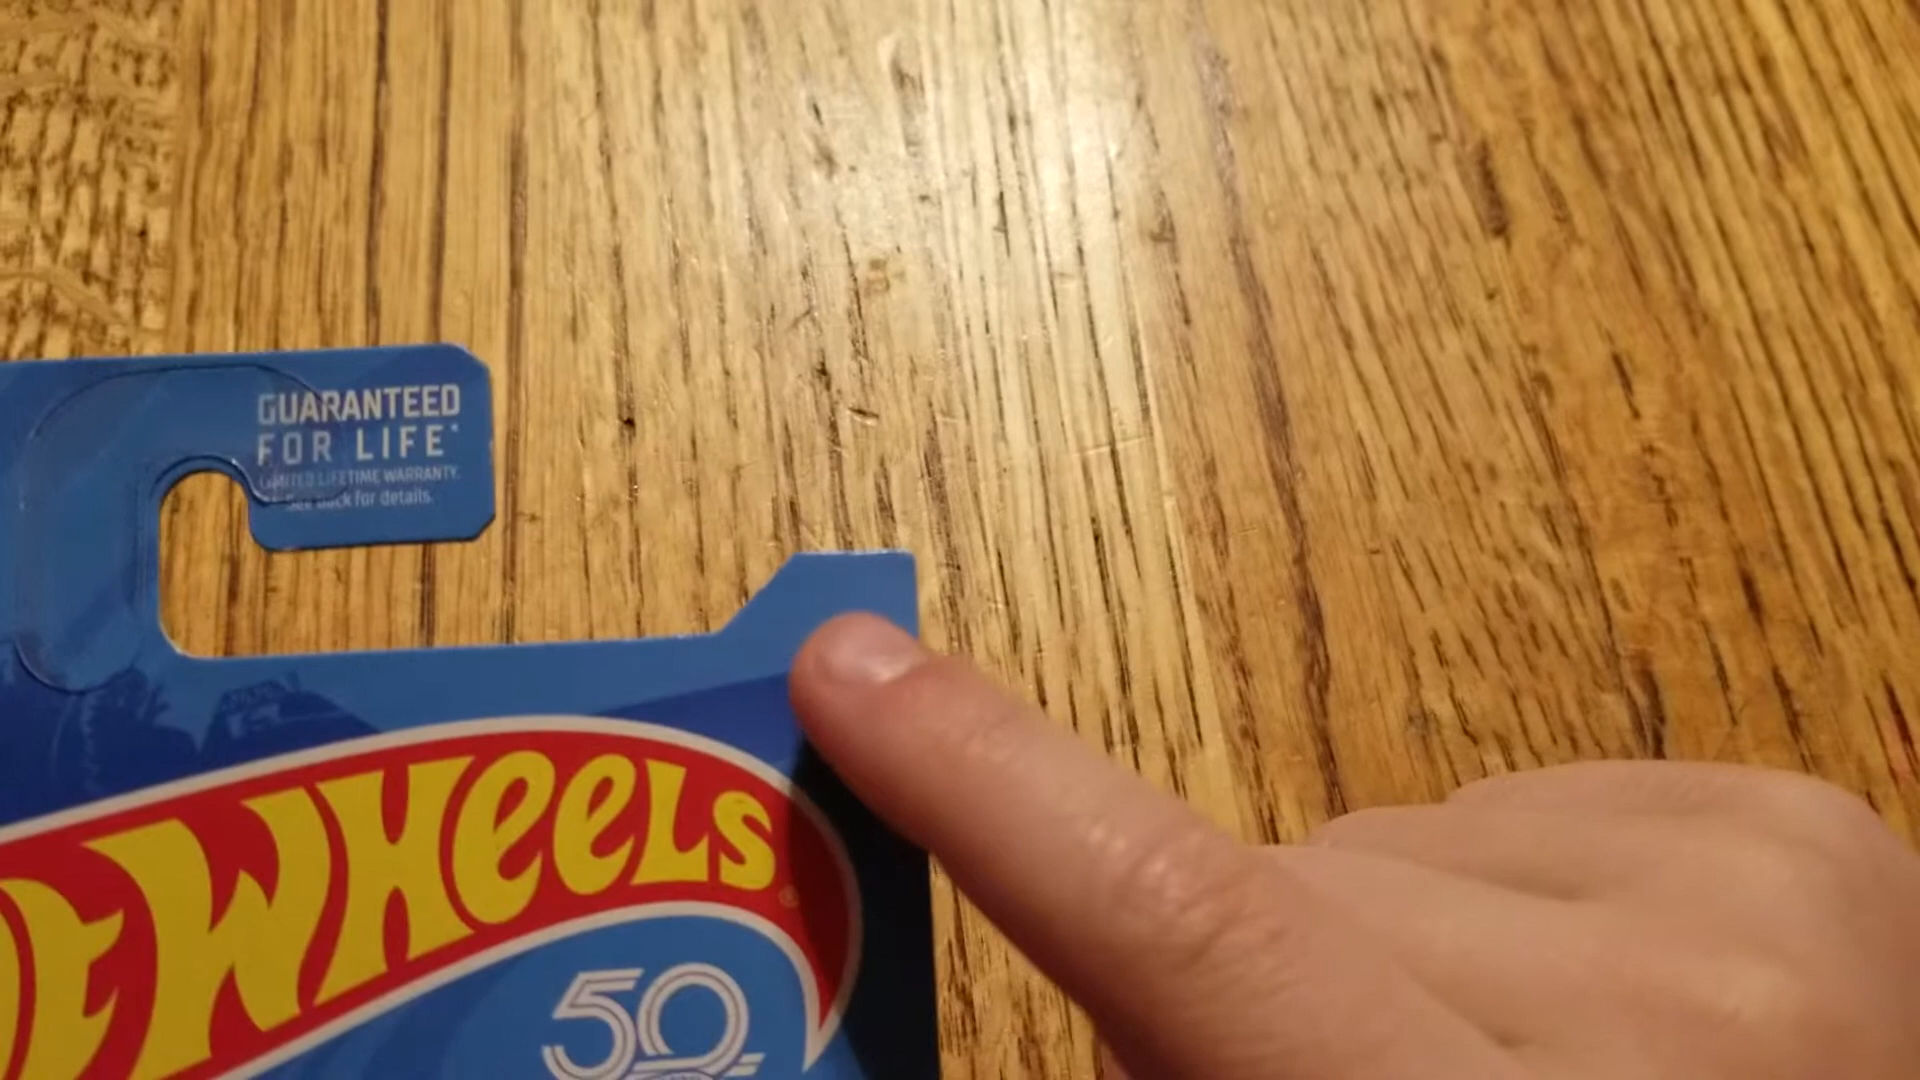 GUARANTEED
FOR LIFE*
LIMITED LIFETIME WARRANTY.
See back for details.
WHeeLS®
50